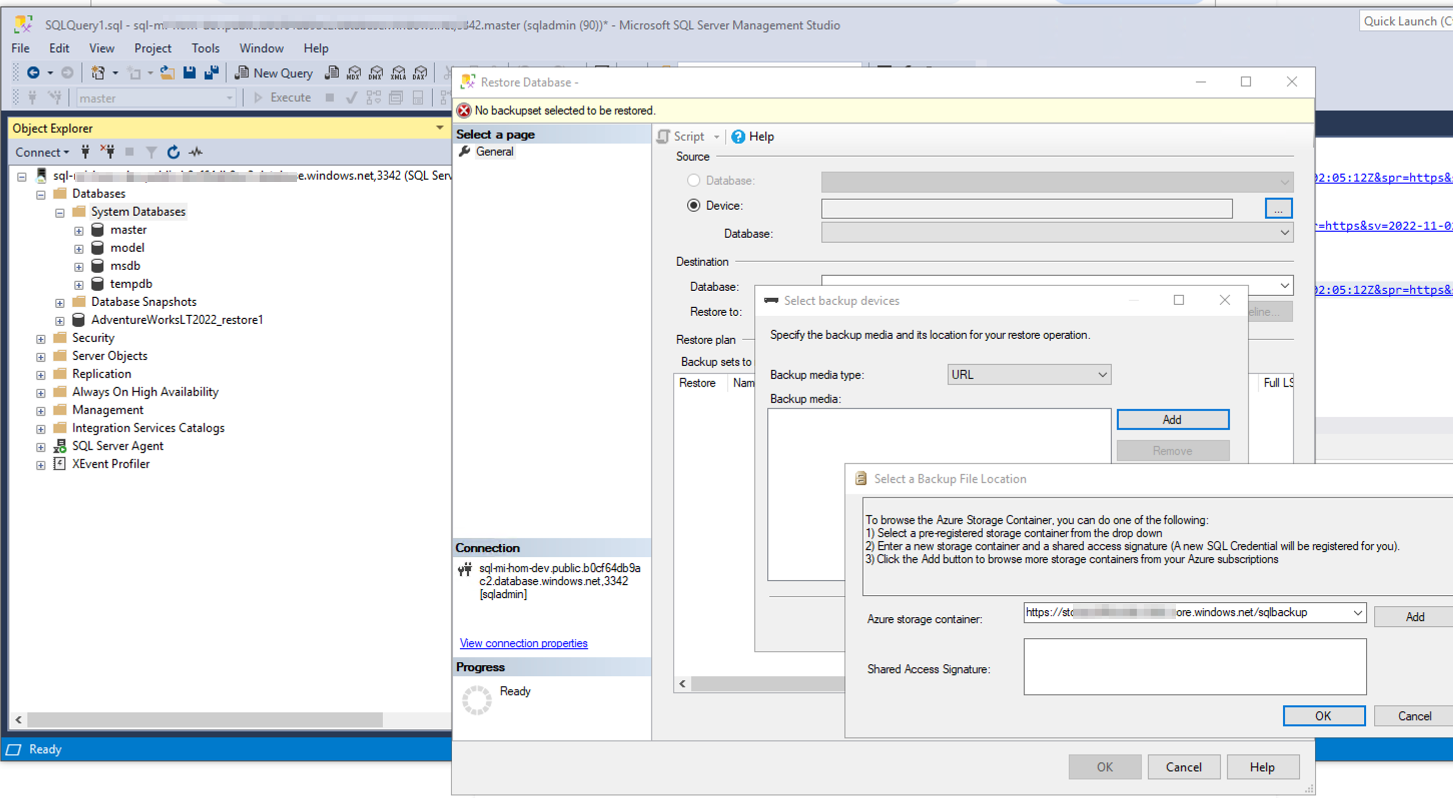 SQLQuery1.sql - sql-m 3342.master (sqladmin (90))* - Microsoft SQL Server Management Studio
Quick Launch (C
File Edit View Project Tools Window Help
New Query MDX DMX XMLA DAX
master Execute
Object Explorer
Connect
sql- e.windows.net,3342 (SQL Serv
Databases
System Databases
master
model
msdb
tempdb
Database Snapshots
AdventureWorksLT2022_restore1
Security
Server Objects
Replication
Always On High Availability
Management
Integration Services Catalogs
SQL Server Agent
XEvent Profiler
Ready
Restore Database -
No backupset selected to be restored.
Select a page
General
Connection
sql-mi-hom-dev.public.b0cf64db9a
c2.database.windows.net,3342
[sqladmin]
View connection properties
Progress
Ready
Script Help
Source
Database:
Device: ...
Database:
Destination
Database:
Restore to: eline...
Restore plan
Backup sets to
Restore Nam Full LS
OK Cancel Help
Select backup devices
Specify the backup media and its location for your restore operation.
Backup media type: URL
Backup media:
Add
Remove
Select a Backup File Location
To browse the Azure Storage Container, you can do one of the following:
1) Select a pre-registered storage container from the drop down
2) Enter a new storage container and a shared access signature (A new SQL Credential will be registered for you).
3) Click the Add button to browse more storage containers from your Azure subscriptions
Azure storage container: https://sto ore.windows.net/sqlbackup Add
Shared Access Signature:
OK Cancel
02:05:12Z&spr=https&s
r=https&sv=2022-11-02
02:05:12Z&spr=https&s